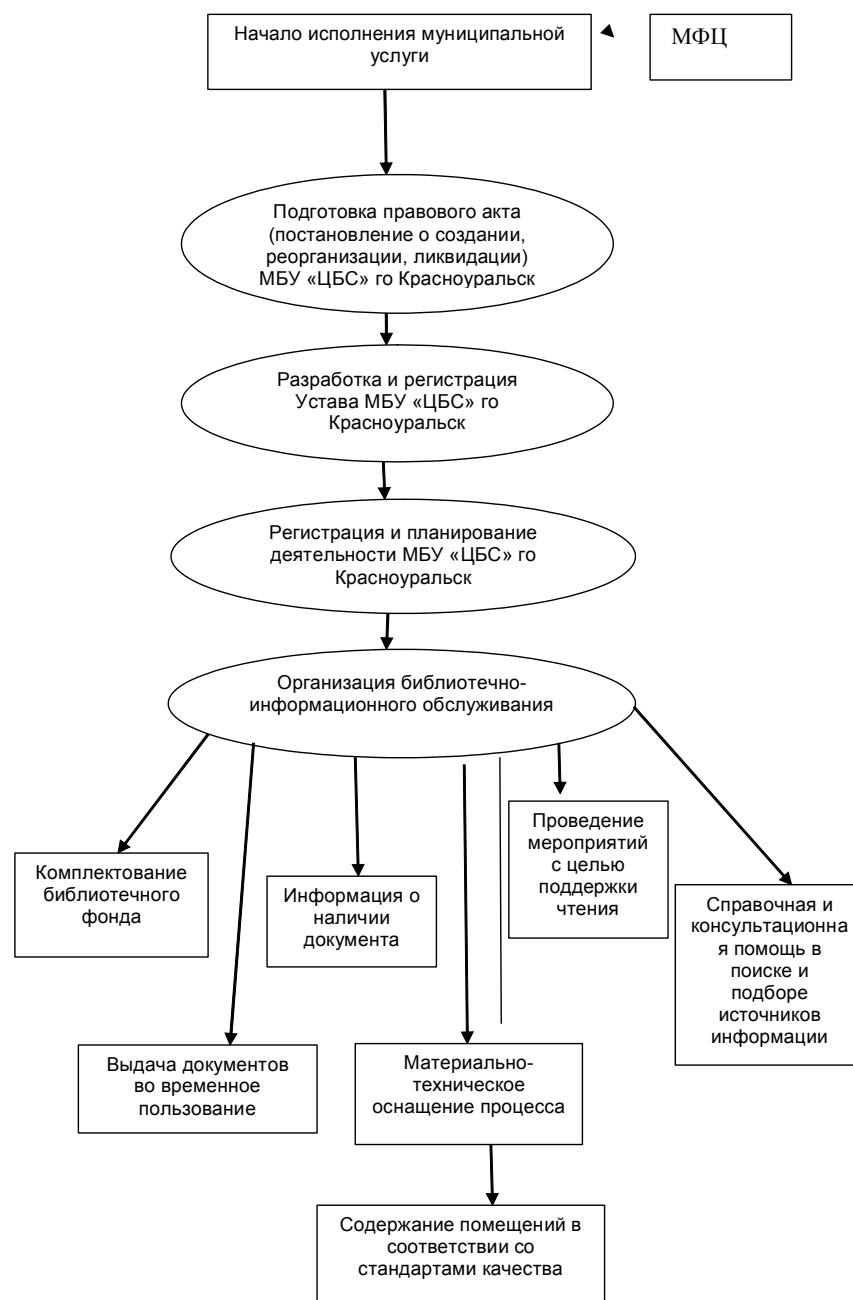 Начало исполнения муниципальной
услуги
МФЦ
Подготовка правового акта
(постановление о создании,
реорганизации, ликвидации)
МБУ «ЦБС» го Красноуральск
Разработка и регистрация
Устава МБУ «ЦБС» го
Красноуральск
Регистрация и планирование
деятельности МБУ «ЦБС» го
Красноуральск
Организация библиотечно-
информационного обслуживания
Комплектование
библиотечного
фонда
Информация о
наличии
документа
Проведение
мероприятий
с целью
поддержки
чтения
Справочная и
консультационна
я помощь в
поиске и
подборе
источников
информации
Выдача документов
во временное
пользование
Материально-
техническое
оснащение процесса
Содержание помещений в
соответствии со
стандартами качества